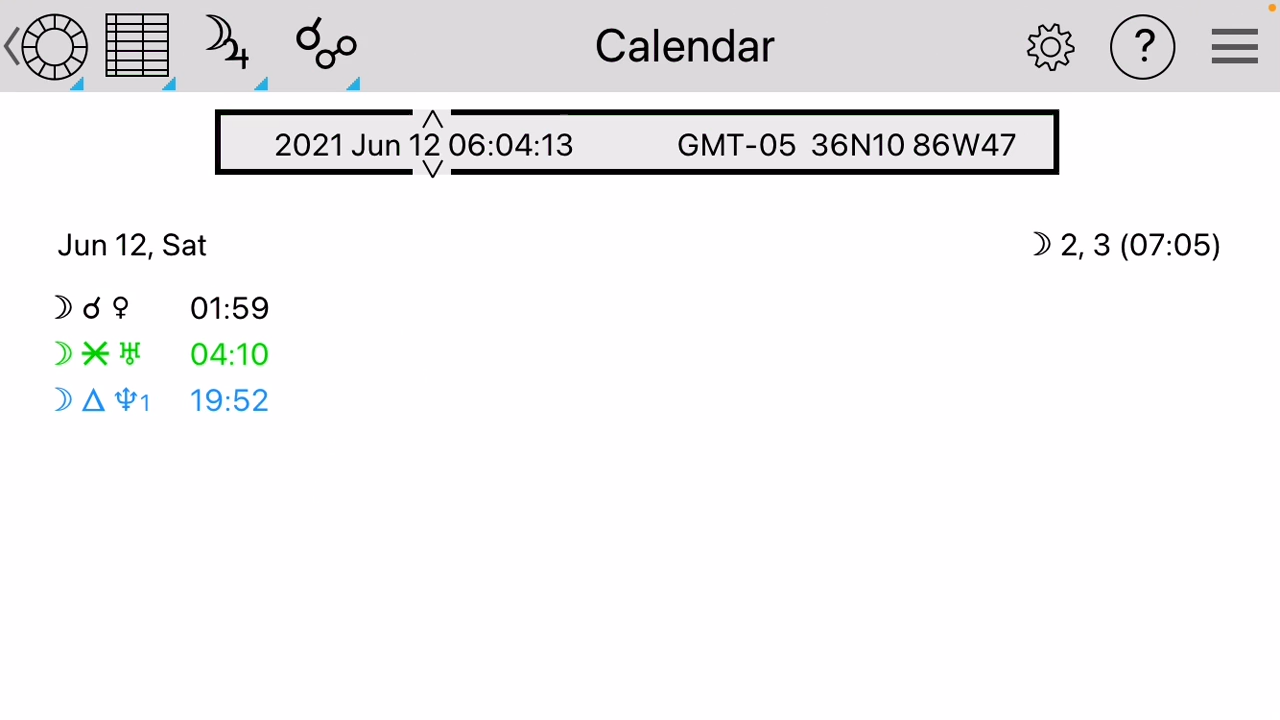 Calendar
?
2021 Jun 12 06:04:13 GMT-05 36N10 86W47
Jun 12, Sat ☽ 2, 3 (07:05)
☽ ☌ ♀ 01:59
☽ ⚹ ♅ 04:10
☽ △ ♆1 19:52